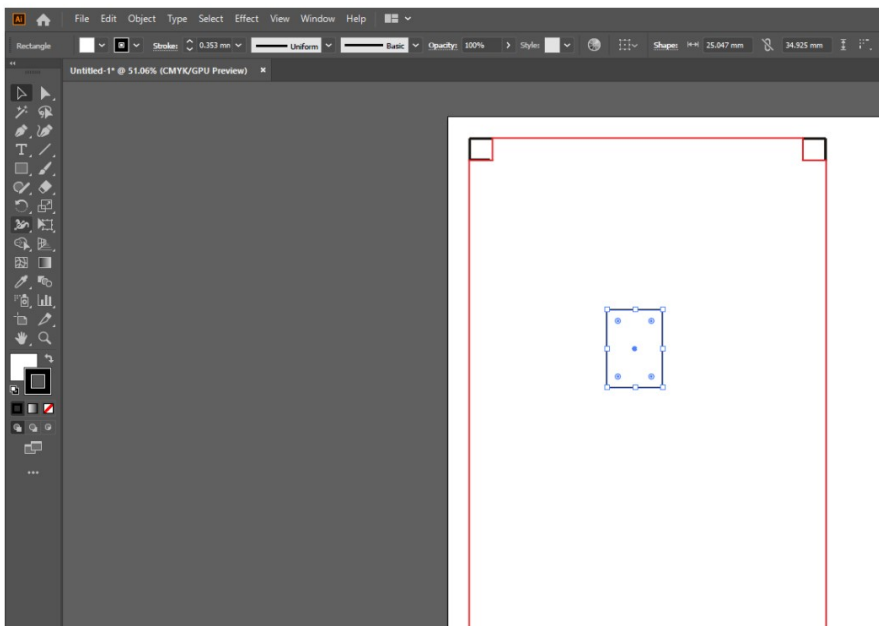 Ai File Edit Object Type Select Effect View Window Help
Rectangle Stroke: 0.353 mm Uniform Basic Opacity: 100% Style: Shape: 25.047 mm 34.925 mm
Untitled-1* @ 51.06% (CMYK/GPU Preview) ×